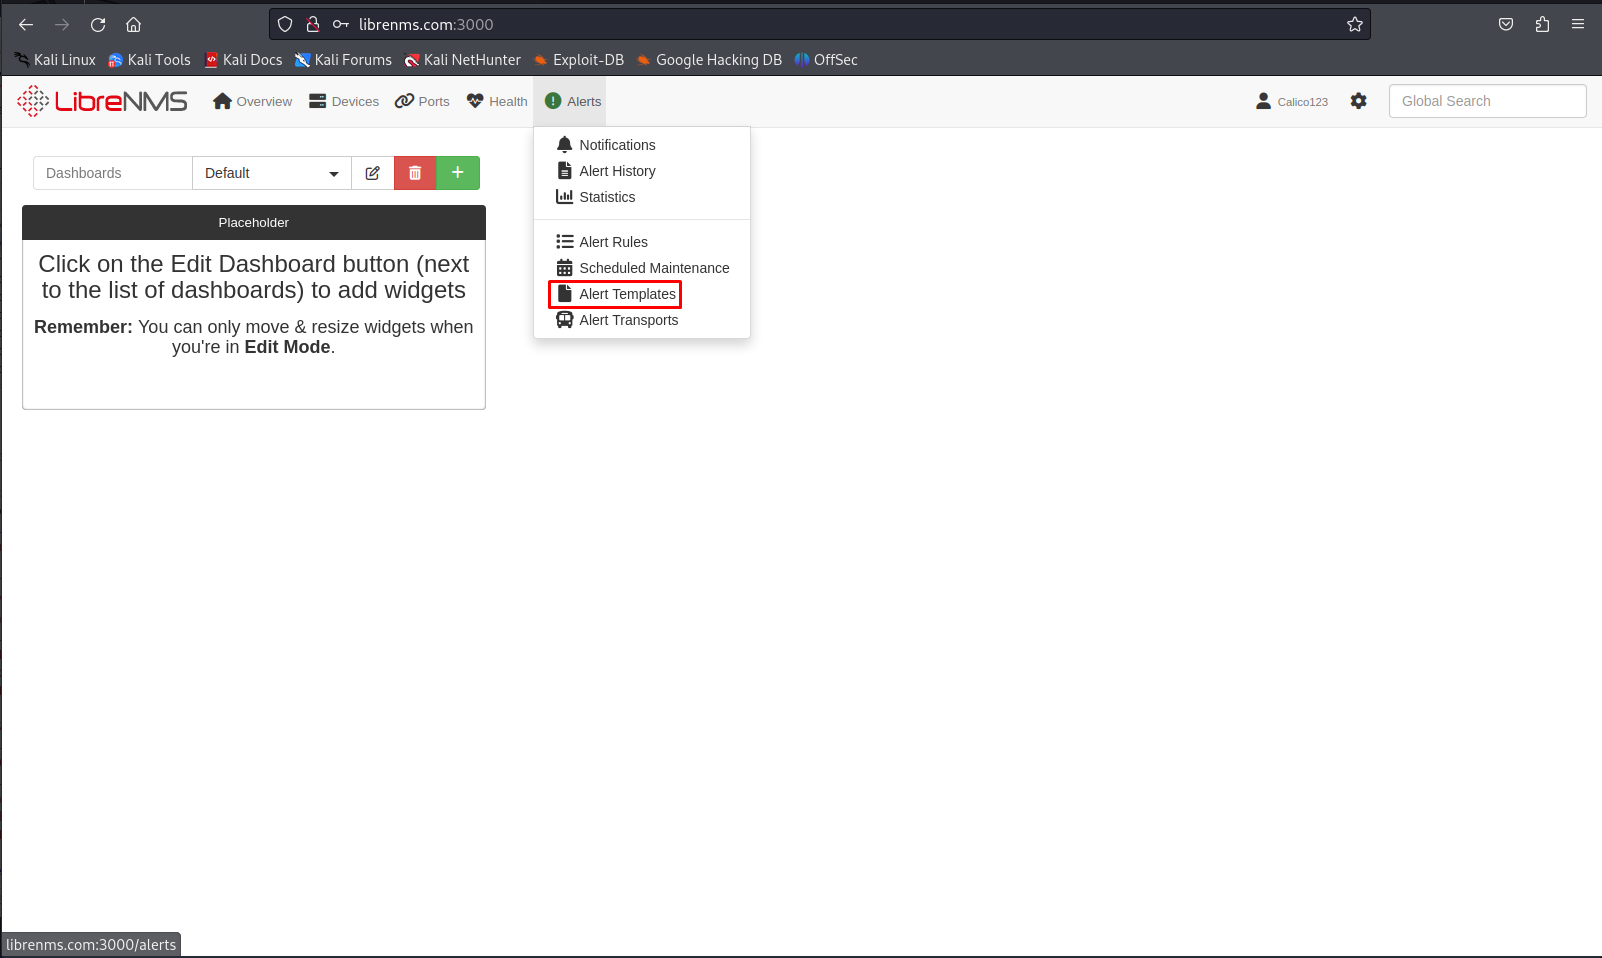 librenms.com:3000
Kali Linux Kali Tools Kali Docs Kali Forums Kali NetHunter Exploit-DB Google Hacking DB OffSec
LibreNMS Overview Devices Ports Health Alerts Calico123 Global Search
Notifications
Alert History
Statistics
Alert Rules
Scheduled Maintenance
Alert Templates
Alert Transports
Dashboards Default
Placeholder
Click on the Edit Dashboard button (next
to the list of dashboards) to add widgets
Remember: You can only move & resize widgets when
you're in Edit Mode.
librenms.com:3000/alerts